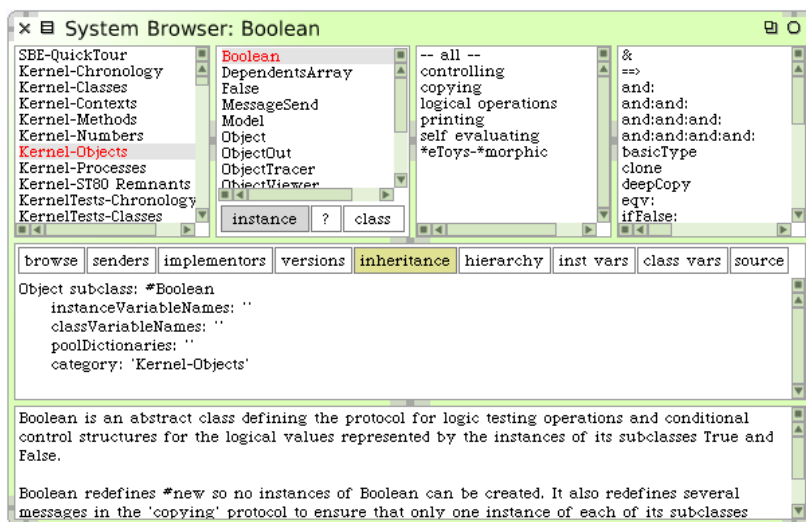 System Browser: Boolean
SBE-QuickTour
Kernel-Chronology
Kernel-Classes
Kernel-Contexts
Kernel-Methods
Kernel-Numbers
Kernel-Objects
Kernel-Processes
Kernel-ST80 Remnants
KernelTests-Chronology
KernelTests-Classes
Boolean
DependentsArray
False
MessageSend
Model
Object
ObjectOut
ObjectTracer
ObjectViewer
instance ? class
-- all --
controlling
copying
logical operations
printing
self evaluating
*eToys-*morphic
&
==>
and:
and:and:
and:and:and:
and:and:and:and:
basicType
clone
deepCopy
eqv:
ifFalse:
browse senders implementors versions inheritance hierarchy inst vars class vars source
Object subclass: #Boolean
instanceVariableNames: ''
classVariableNames: ''
poolDictionaries: ''
category: 'Kernel-Objects'
Boolean is an abstract class defining the protocol for logic testing operations and conditional
control structures for the logical values represented by the instances of its subclasses True and
False.
Boolean redefines #new so no instances of Boolean can be created. It also redefines several
messages in the 'copying' protocol to ensure that only one instance of each of its subclasses